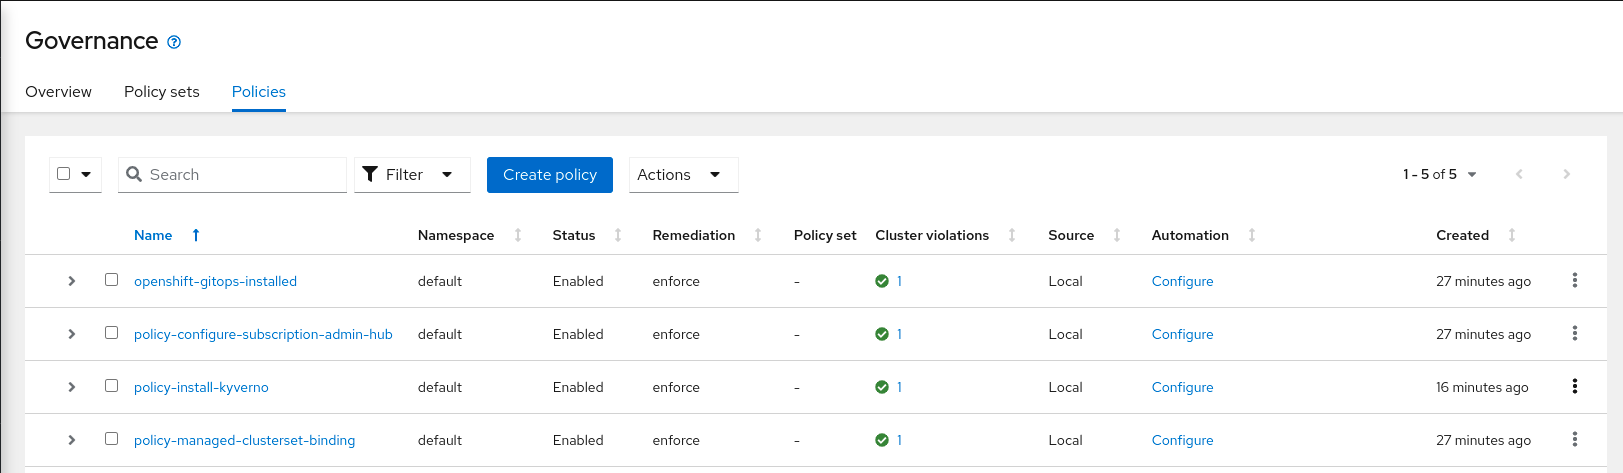 Governance
Overview Policy sets Policies
Search Filter Create policy Actions 1 - 5 of 5
Name Namespace Status Remediation Policy set Cluster violations Source Automation Created
openshift-gitops-installed default Enabled enforce - 1 Local Configure 27 minutes ago
policy-configure-subscription-admin-hub default Enabled enforce - 1 Local Configure 27 minutes ago
policy-install-kyverno default Enabled enforce - 1 Local Configure 16 minutes ago
policy-managed-clusterset-binding default Enabled enforce - 1 Local Configure 27 minutes ago